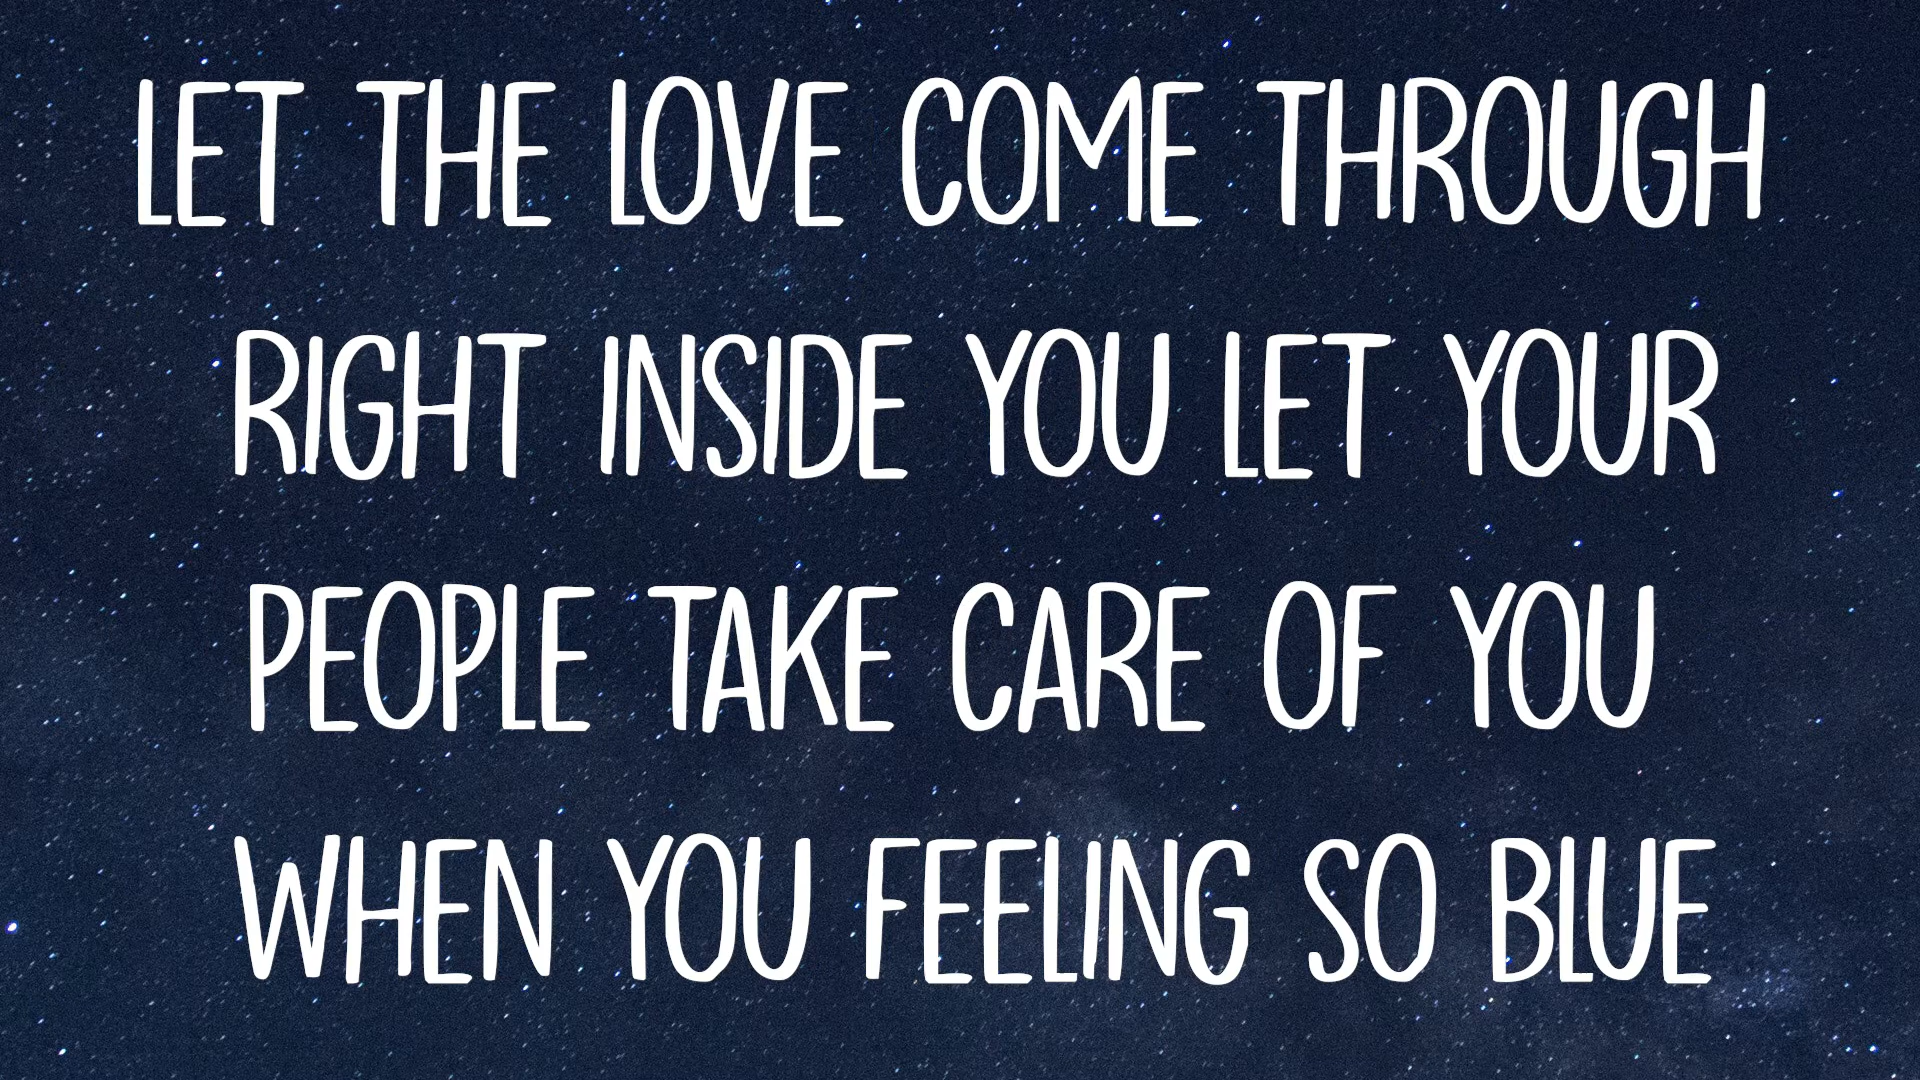 LET THE LOVE COME THROUGH
RIGHT INSIDE YOU LET YOUR
PEOPLE TAKE CARE OF YOU
WHEN YOU FEELING SO BLUE